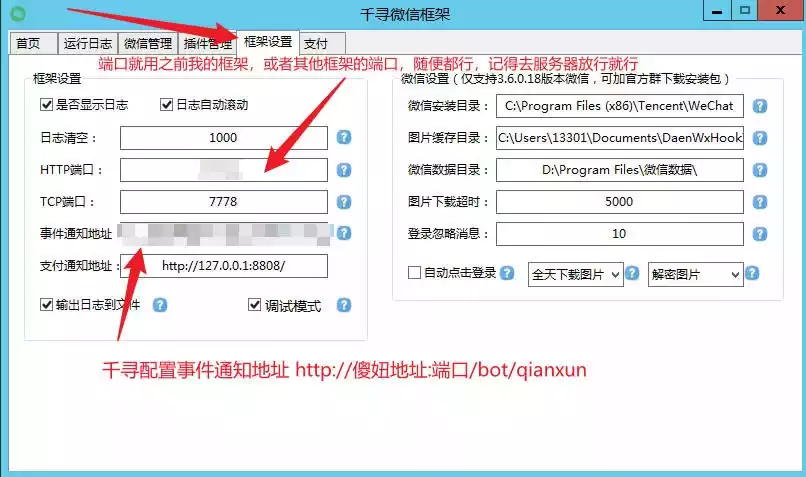 千寻微信框架
首页 运行日志 微信管理 插件管理 框架设置 支付
端口就用之前我的框架，或者其他框架的端口，随便都行，记得去服务器放行就行
框架设置
是否显示日志 日志自动滚动
日志清空： 1000
HTTP端口：
TCP端口： 7778
事件通知地址
支付通知地址： http://127.0.0.1:8808/
输出日志到文件 调试模式
微信设置（仅支持3.6.0.18版本微信，可加官方群下载安装包）
微信安装目录： C:\Program Files (x86)\Tencent\WeChat
图片缓存目录： C:\Users\13301\Documents\DaenWxHook
微信数据目录： D:\Program Files\微信数据\
图片下载超时： 5000
登录忽略消息： 10
自动点击登录 全天下载图片 解密图片
千寻配置事件通知地址 http://傻妞地址:端口/bot/qianxun